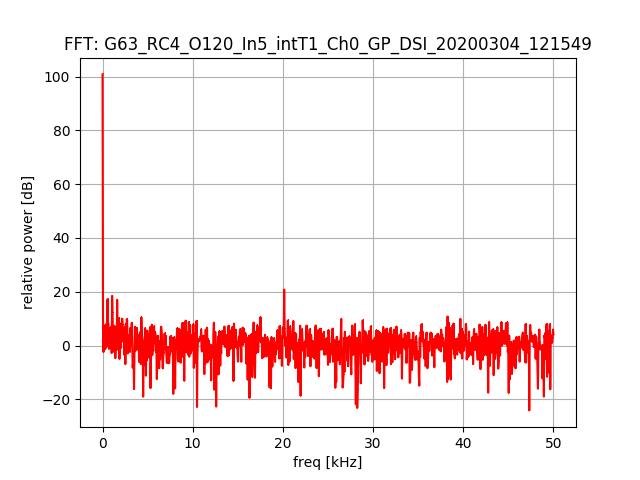 FFT: G63_RC4_O120_In5_intT1_Ch0_GP_DSI_20200304_121549
100
80
60
40
20
0
−20
relative power [dB]
0 10 20 30 40 50
freq [kHz]